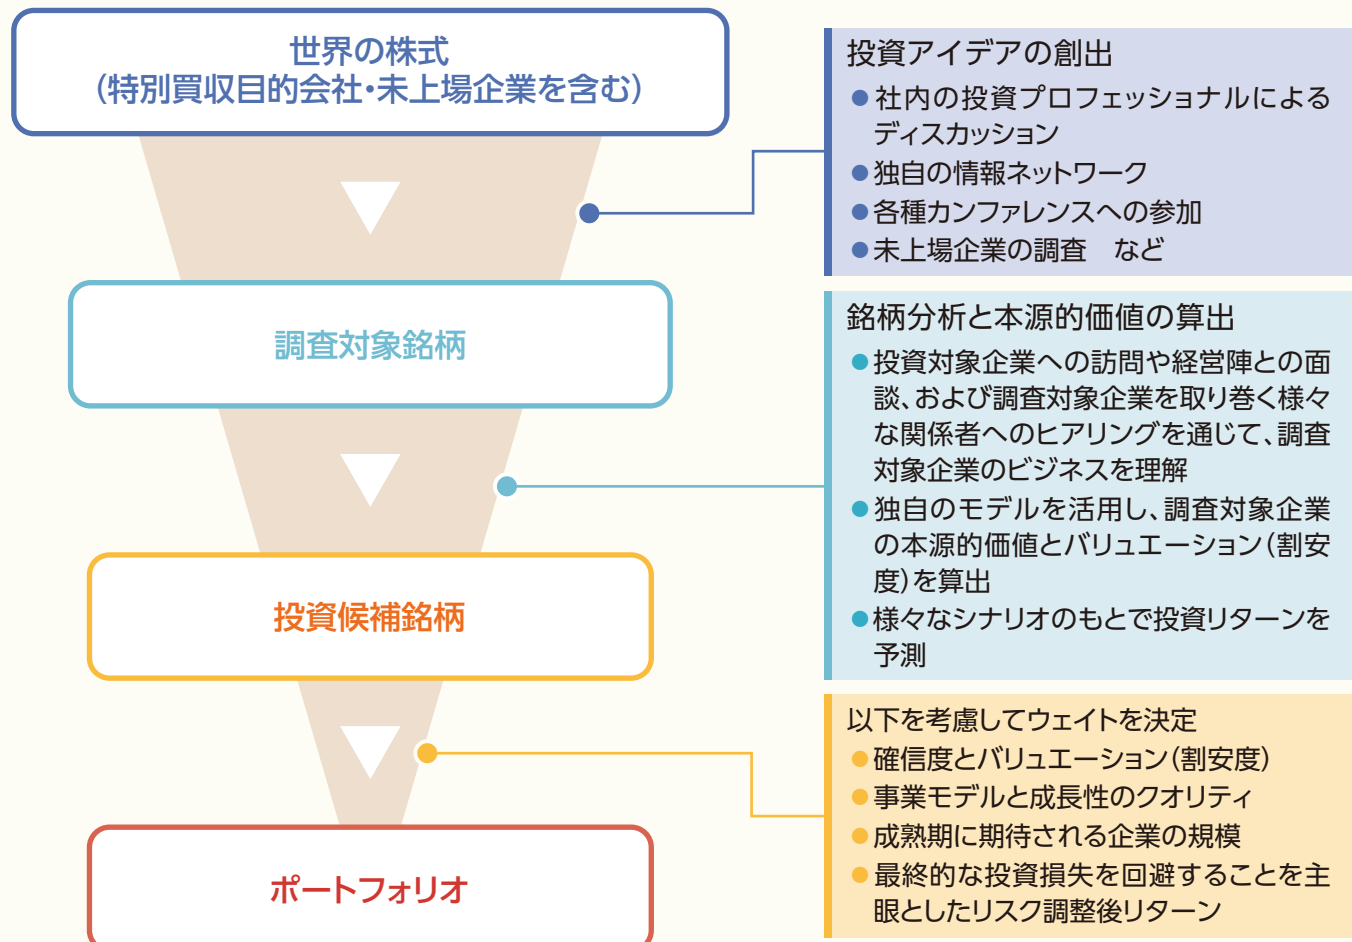 世界の株式
（特別買収目的会社・未上場企業を含む）
投資アイデアの創出
●社内の投資プロフェッショナルによる
ディスカッション
●独自の情報ネットワーク
●各種カンファレンスへの参加
●未上場企業の調査　など
調査対象銘柄
銘柄分析と本源的価値の算出
●投資対象企業への訪問や経営陣との面
談、および調査対象企業を取り巻く様々
な関係者へのヒアリングを通じて、調査
対象企業のビジネスを理解
●独自のモデルを活用し、調査対象企業
の本源的価値とバリュエーション（割安
度）を算出
●様々なシナリオのもとで投資リターンを
予測
投資候補銘柄
以下を考慮してウェイトを決定
●確信度とバリュエーション（割安度）
●事業モデルと成長性のクオリティ
●成熟期に期待される企業の規模
●最終的な投資損失を回避することを主
眼としたリスク調整後リターン
ポートフォリオ